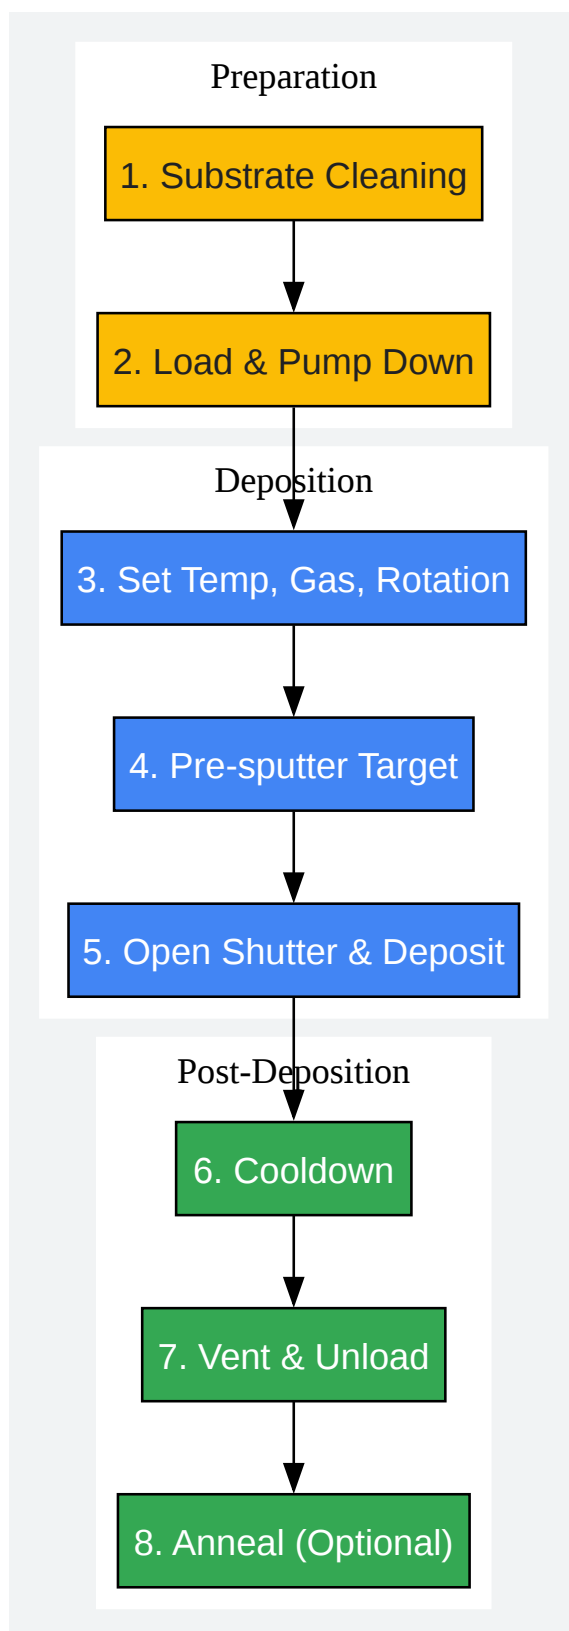 Preparation
1. Substrate Cleaning
2. Load & Pump Down
Deposition
3. Set Temp, Gas, Rotation
4. Pre-sputter Target
5. Open Shutter & Deposit
Post-Deposition
6. Cooldown
7. Vent & Unload
8. Anneal (Optional)